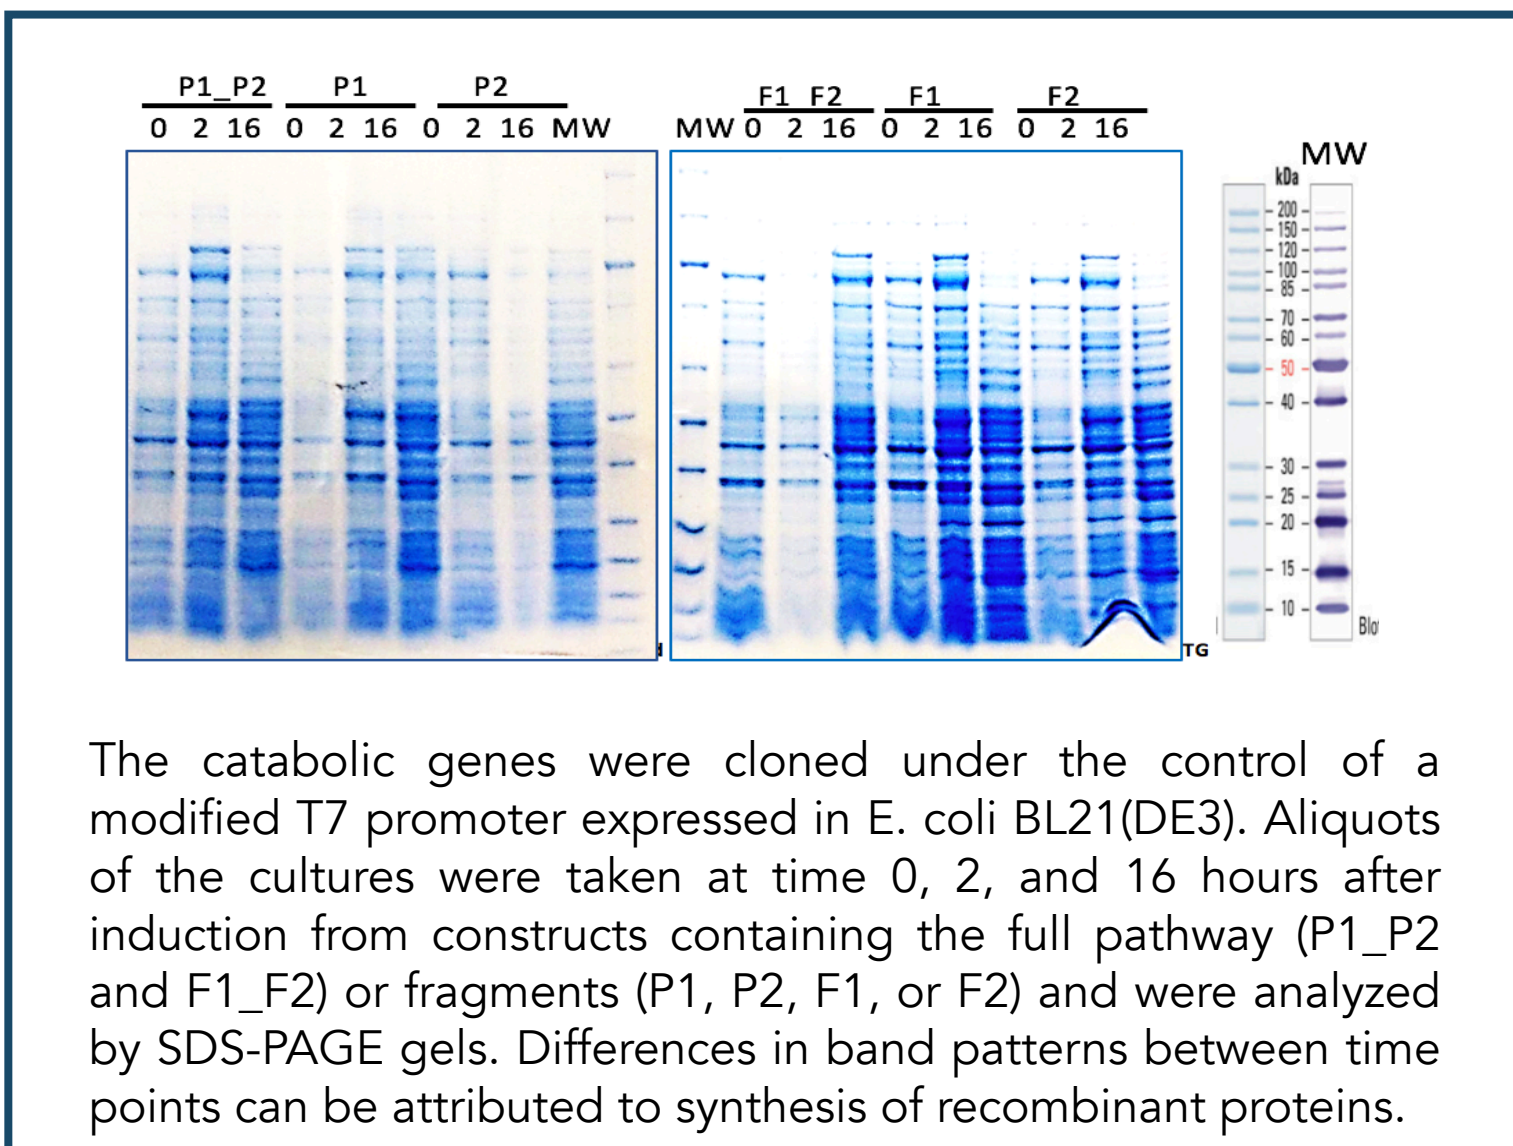 P1_P2 P1 P2
0 2 16 0 2 16 0 2 16 MW
F1 F2 F1 F2
MW 0 2 16 0 2 16 0 2 16
MW
kDa
200
150
120
100
85
70
60
50
40
30
25
20
15
10
TG
The catabolic genes were cloned under the control of a
modified T7 promoter expressed in E. coli BL21(DE3). Aliquots
of the cultures were taken at time 0, 2, and 16 hours after
induction from constructs containing the full pathway (P1_P2
and F1_F2) or fragments (P1, P2, F1, or F2) and were analyzed
by SDS-PAGE gels. Differences in band patterns between time
points can be attributed to synthesis of recombinant proteins.